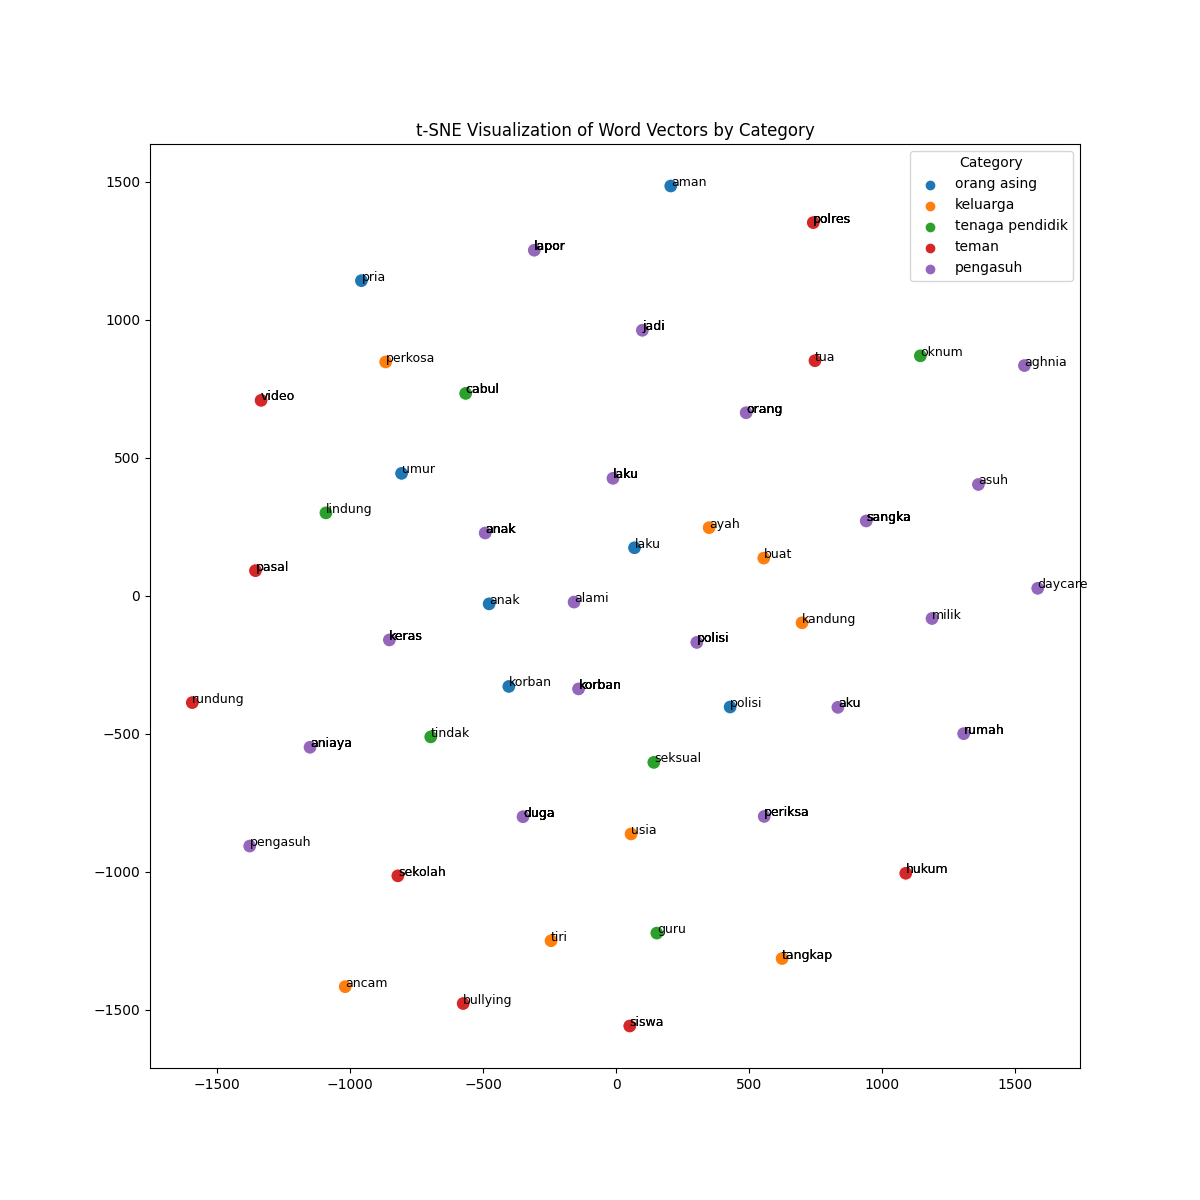 t-SNE Visualization of Word Vectors by Category
Category
orang asing
keluarga
tenaga pendidik
teman
pengasuh
1500
1000
500
0
−500
−1000
−1500
aman
polres
lapor
pria
jadi
oknum
tua
perkosa
aghnia
cabul
video
orang
umur
laku
asuh
lindung
sangka
ayah
anak
laku
buat
pasal
daycare
alami
anak
milik
kandung
keras
polisi
korban
korban
rundung
polisi
aku
rumah
tindak
aniaya
seksual
duga
periksa
usia
pengasuh
sekolah
hukum
guru
tiri
tangkap
ancam
bullying
siswa
−1500
−1000
−500
0
500
1000
1500